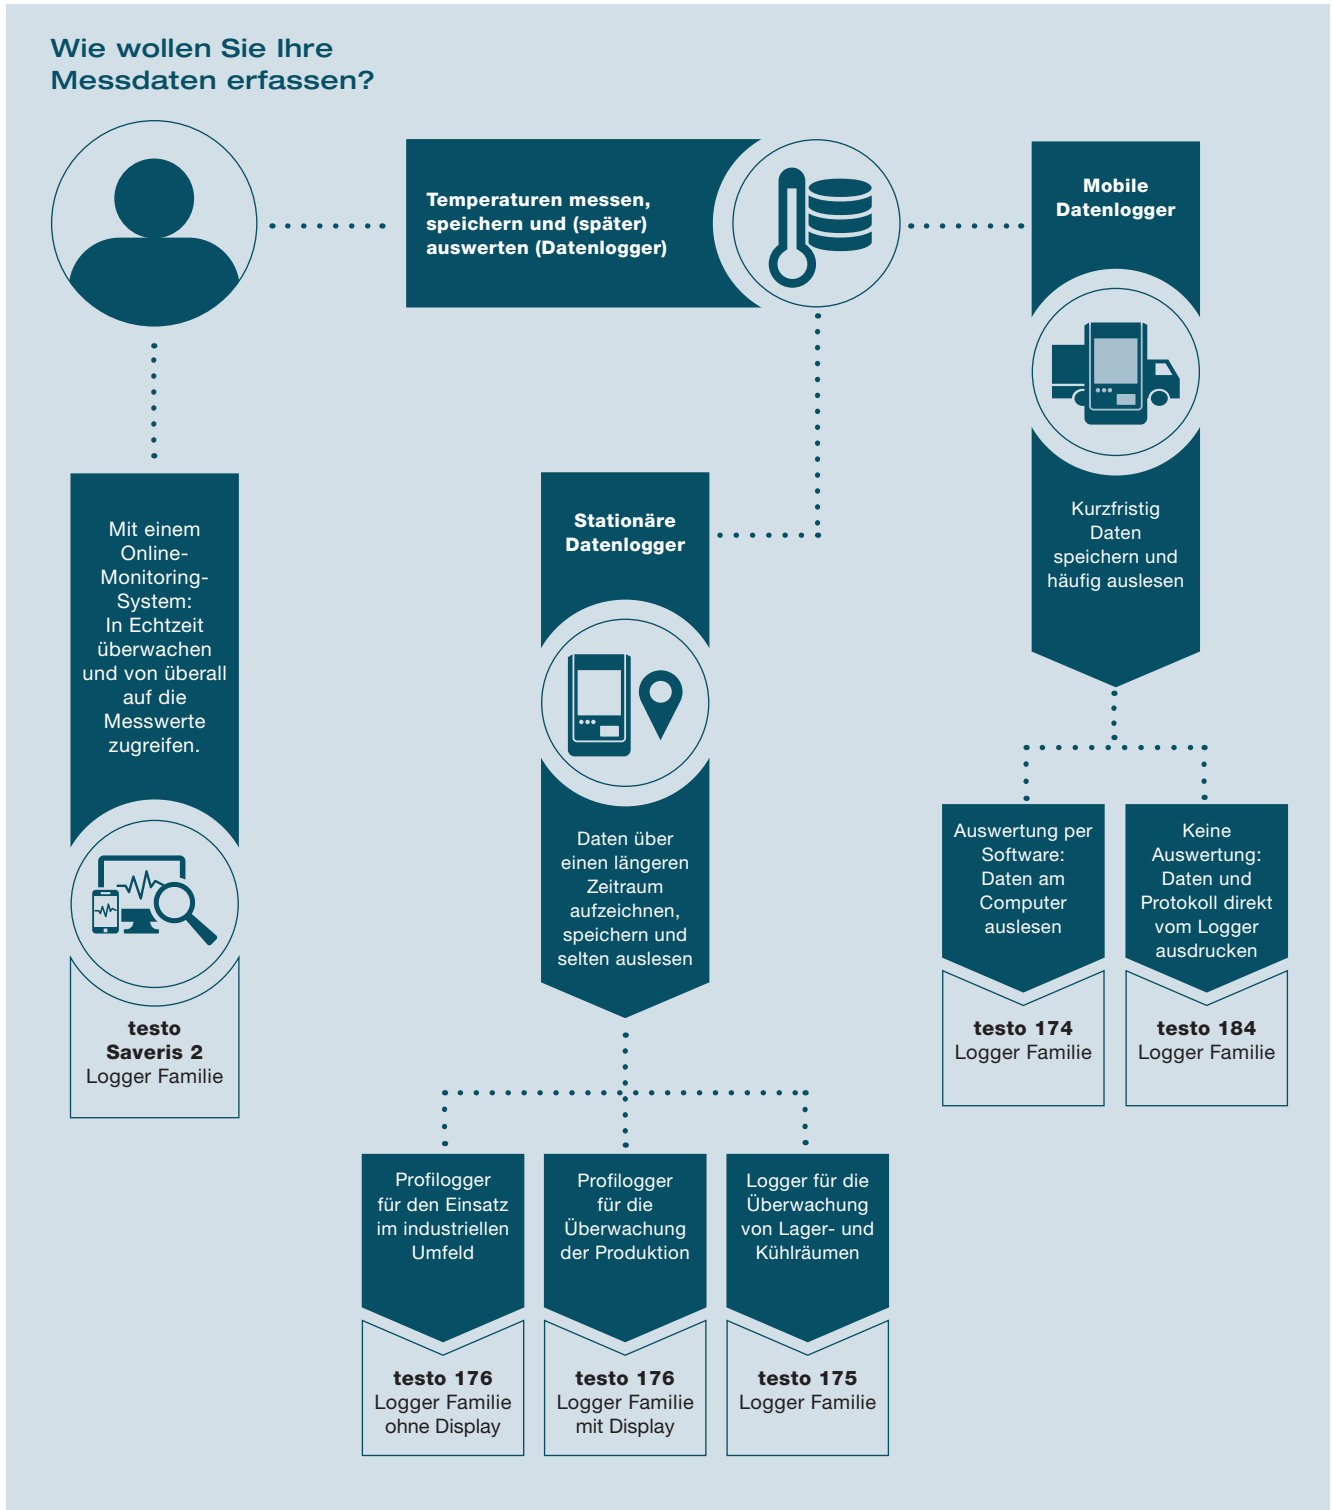 Wie wollen Sie Ihre
Messdaten erfassen?
Temperaturen messen,
speichern und (später)
auswerten (Datenlogger)
Mobile
Datenlogger
Kurzfristig
Daten
speichern und
häufig auslesen
Mit einem
Online-
Monitoring-
System:
In Echtzeit
überwachen
und von überall
auf die
Messwerte
zugreifen.
testo
Saveris 2
Logger Familie
Stationäre
Datenlogger
Daten über
einen längeren
Zeitraum
aufzeichnen,
speichern und
selten auslesen
Auswertung per
Software:
Daten am
Computer
auslesen
testo 174
Logger Familie
Keine
Auswertung:
Daten und
Protokoll direkt
vom Logger
ausdrucken
testo 184
Logger Familie
Profilogger
für den Einsatz
im industriellen
Umfeld
testo 176
Logger Familie
ohne Display
Profilogger
für die
Überwachung
der Produktion
testo 176
Logger Familie
mit Display
Logger für die
Überwachung
von Lager- und
Kühlräumen
testo 175
Logger Familie